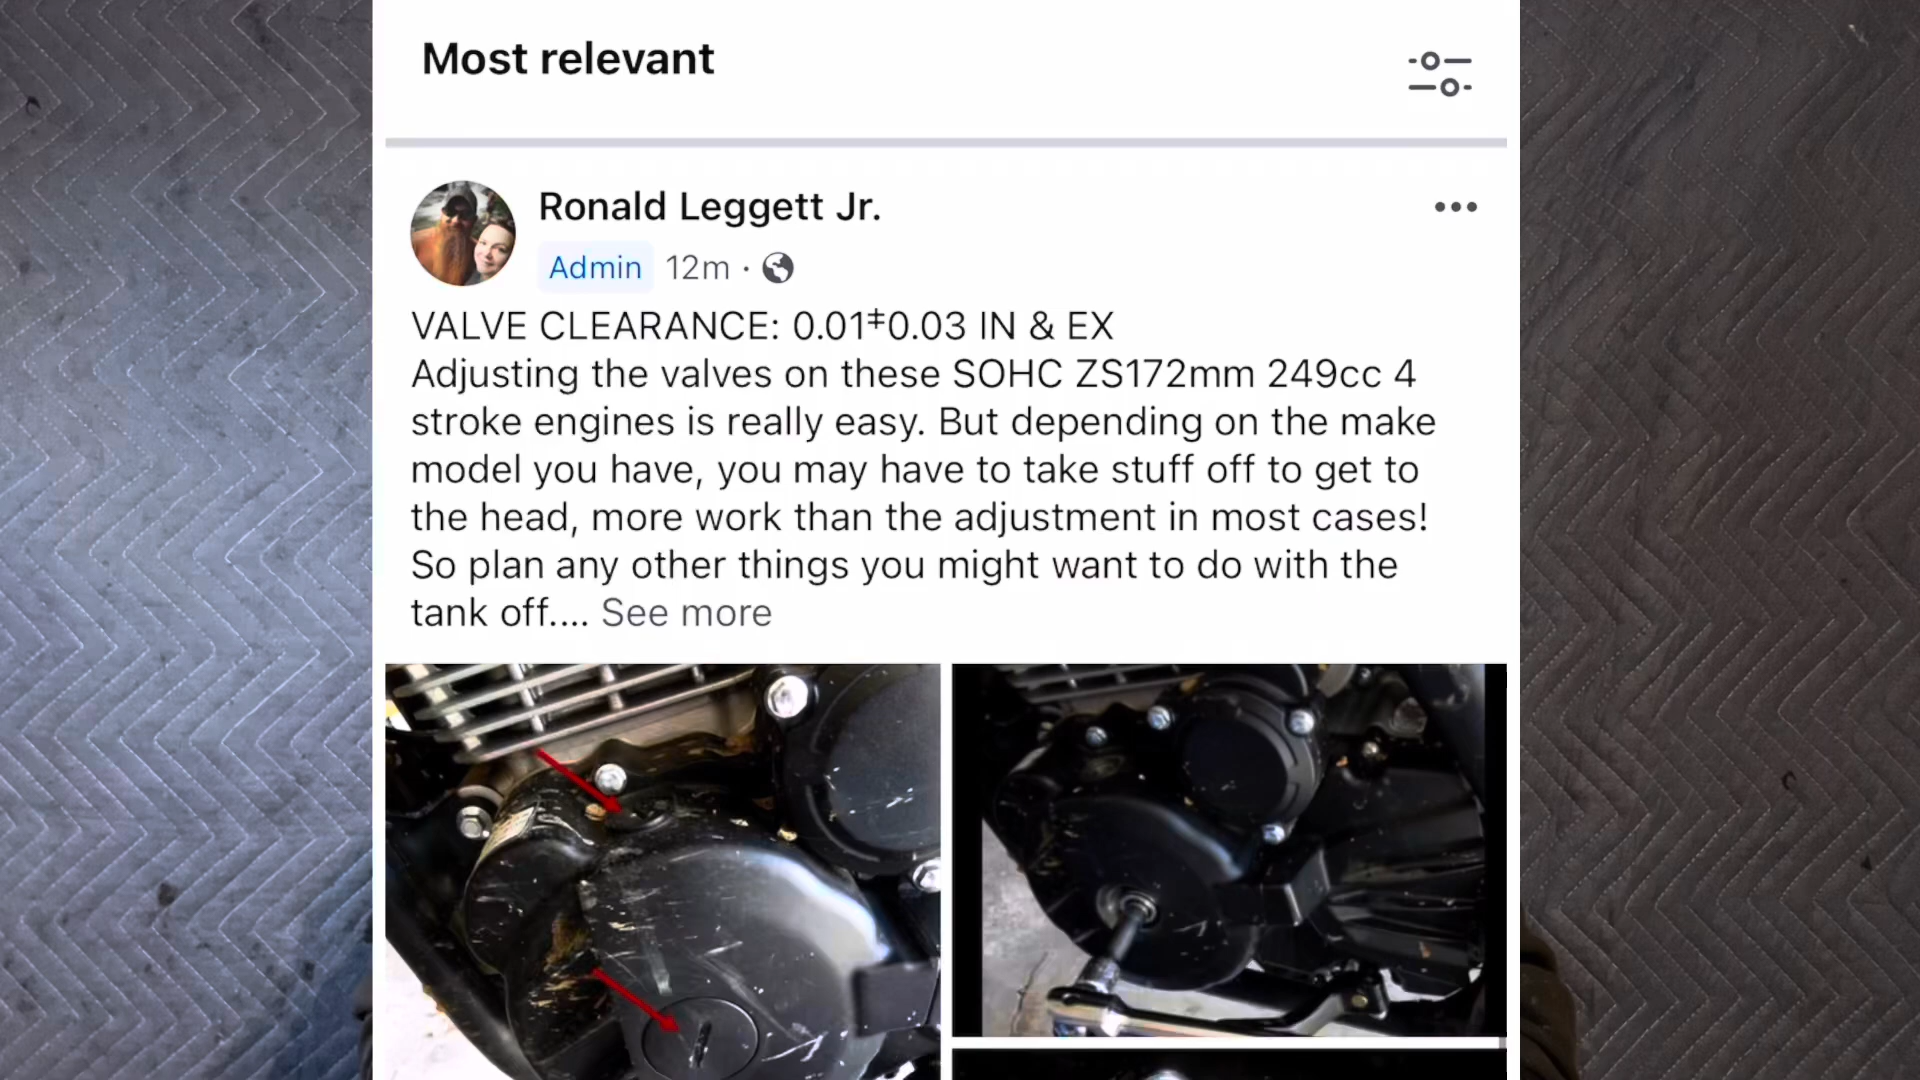 Most relevant
Ronald Leggett Jr.
Admin 12m ·
VALVE CLEARANCE: 0.01‡0.03 IN & EX
Adjusting the valves on these SOHC ZS172mm 249cc 4
stroke engines is really easy. But depending on the make
model you have, you may have to take stuff off to get to
the head, more work than the adjustment in most cases!
So plan any other things you might want to do with the
tank off.... See more